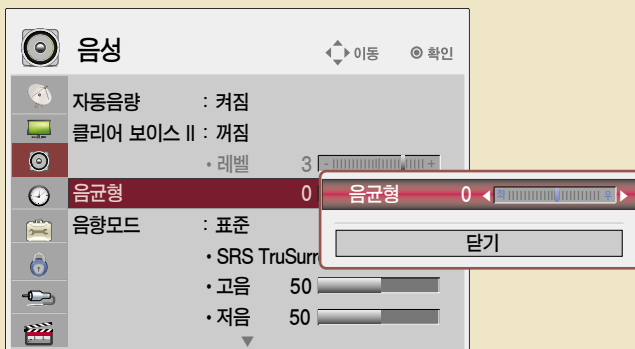 음성
이동 확인
자동음량 : 켜짐
클리어 보이스 II : 꺼짐
• 레벨 3 - +
음균형 0
음균형 0 좌 우
음향모드 : 표준
닫기
• SRS TruSurr
• 고음 50
• 저음 50